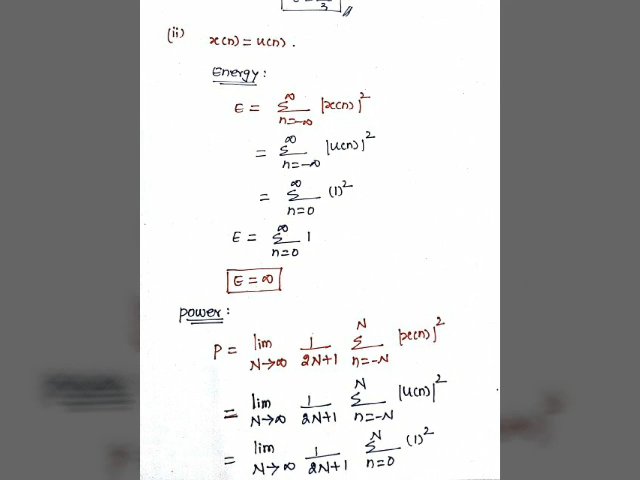 3 //
(ii) x(n) = u(n).
Energy:
E = Σ_{n=-∞}^{∞} |x(n)|²
= Σ_{n=-∞}^{∞} |u(n)|²
= Σ_{n=0}^{∞} (1)²
E = Σ_{n=0}^{∞} 1
E = ∞
power:
P = lim_{N→∞} 1/(2N+1) Σ_{n=-N}^{N} |x(n)|²
= lim_{N→∞} 1/(2N+1) Σ_{n=-N}^{N} |u(n)|²
= lim_{N→∞} 1/(2N+1) Σ_{n=0}^{N} (1)²